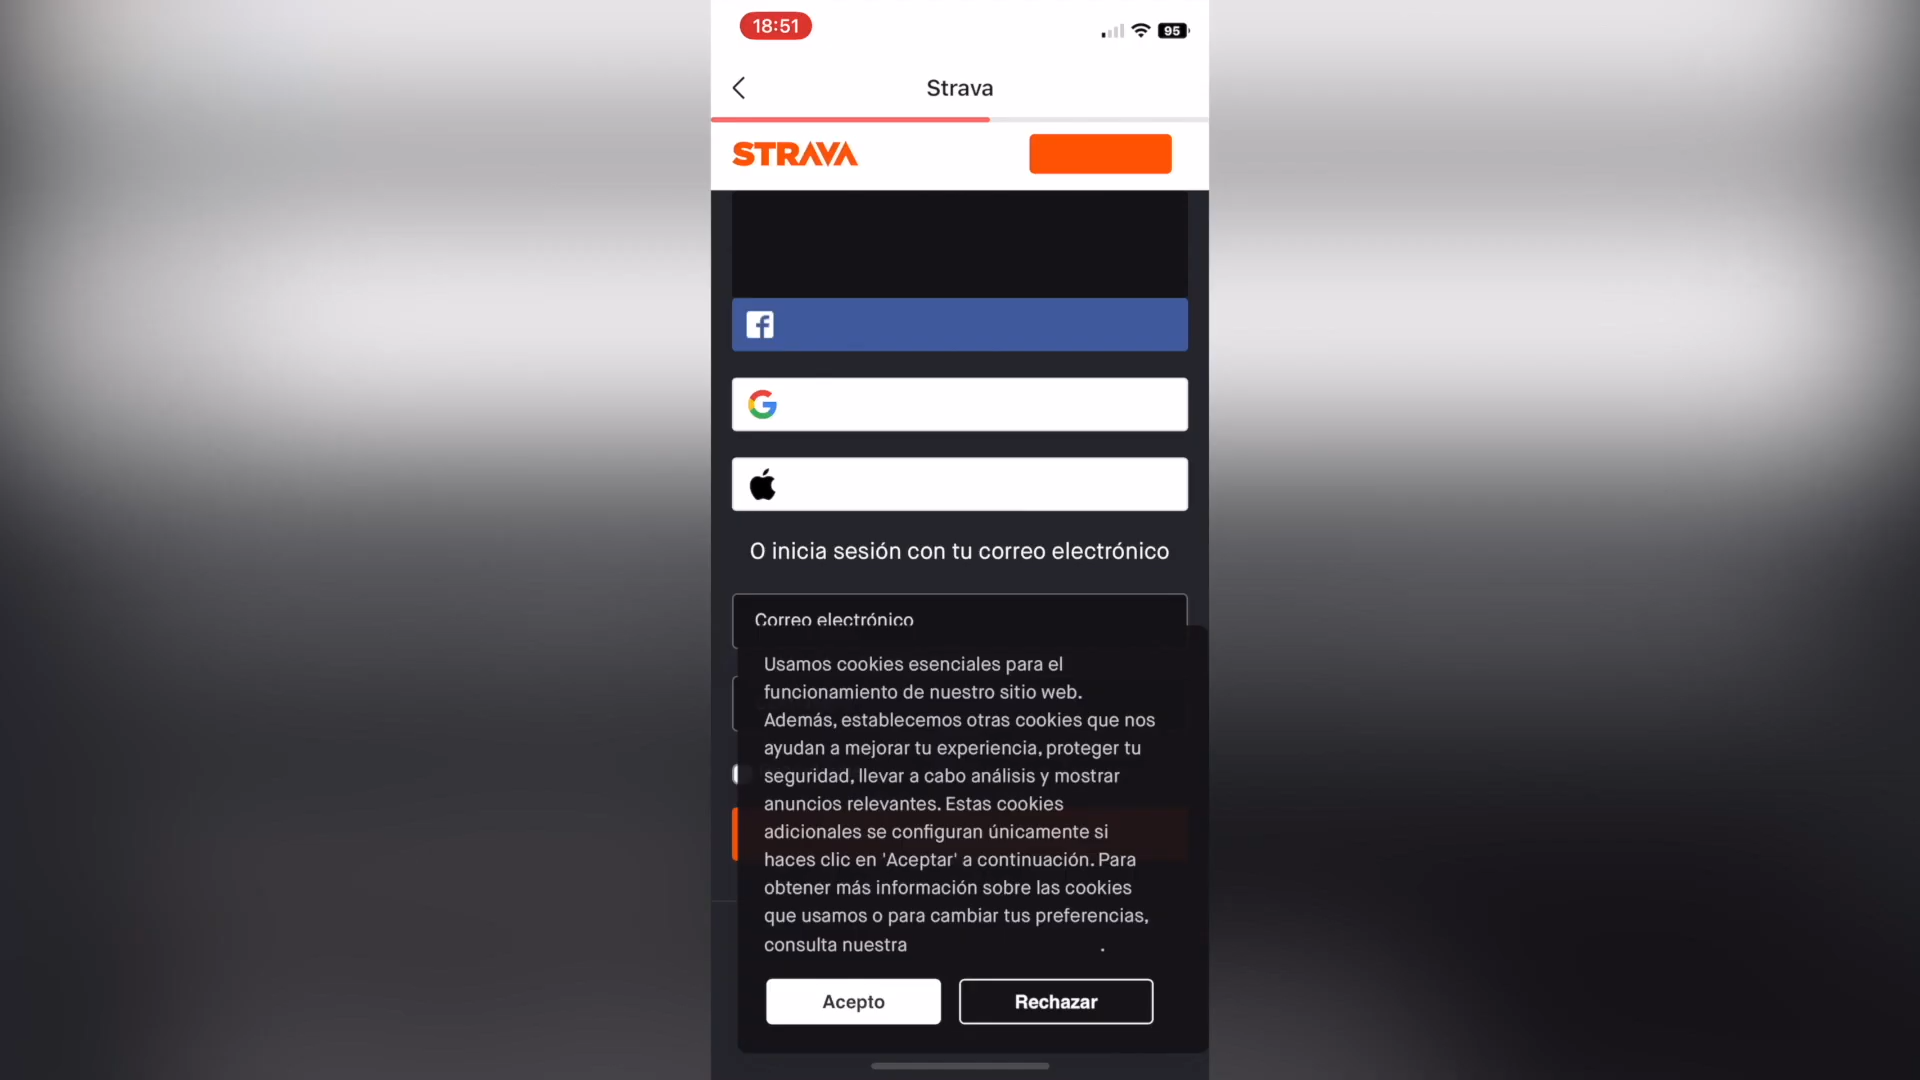 18:51
95
Strava
STRAVA
O inicia sesión con tu correo electrónico
Correo electrónico
Usamos cookies esenciales para el
funcionamiento de nuestro sitio web.
Además, establecemos otras cookies que nos
ayudan a mejorar tu experiencia, proteger tu
seguridad, llevar a cabo análisis y mostrar
anuncios relevantes. Estas cookies
adicionales se configuran únicamente si
haces clic en 'Aceptar' a continuación. Para
obtener más información sobre las cookies
que usamos o para cambiar tus preferencias,
consulta nuestra .
Acepto
Rechazar